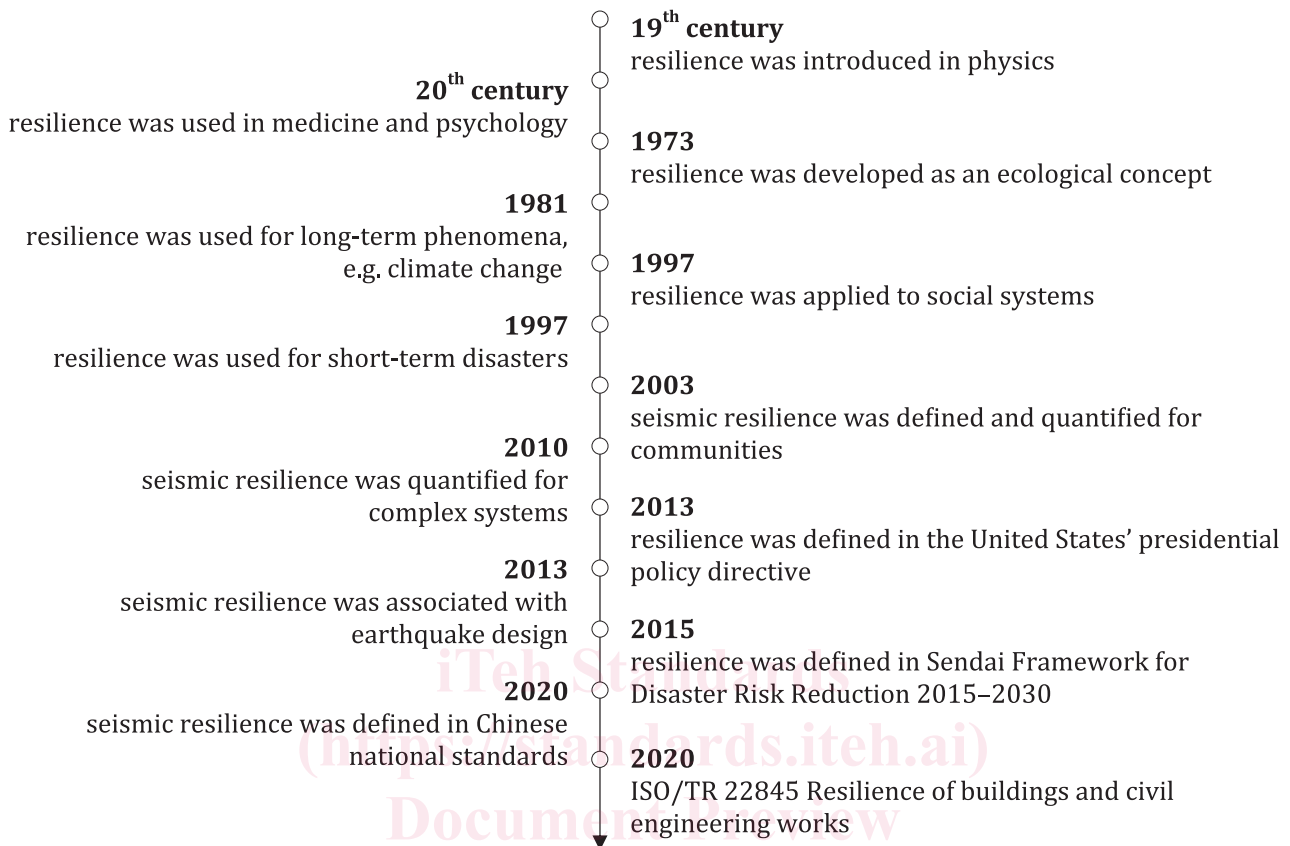 19th century
resilience was introduced in physics
20th century
resilience was used in medicine and psychology
1973
resilience was developed as an ecological concept
1981
resilience was used for long-term phenomena,
e.g. climate change
1997
resilience was applied to social systems
1997
resilience was used for short-term disasters
2003
seismic resilience was defined and quantified for
communities
2010
seismic resilience was quantified for
complex systems
2013
resilience was defined in the United States’ presidential
policy directive
2013
seismic resilience was associated with
earthquake design
2015
resilience was defined in Sendai Framework for
Disaster Risk Reduction 2015–2030
2020
seismic resilience was defined in Chinese
national standards
2020
ISO/TR 22845 Resilience of buildings and civil
engineering works
iTeh Standards
(https://standards.iteh.ai)
Document Preview